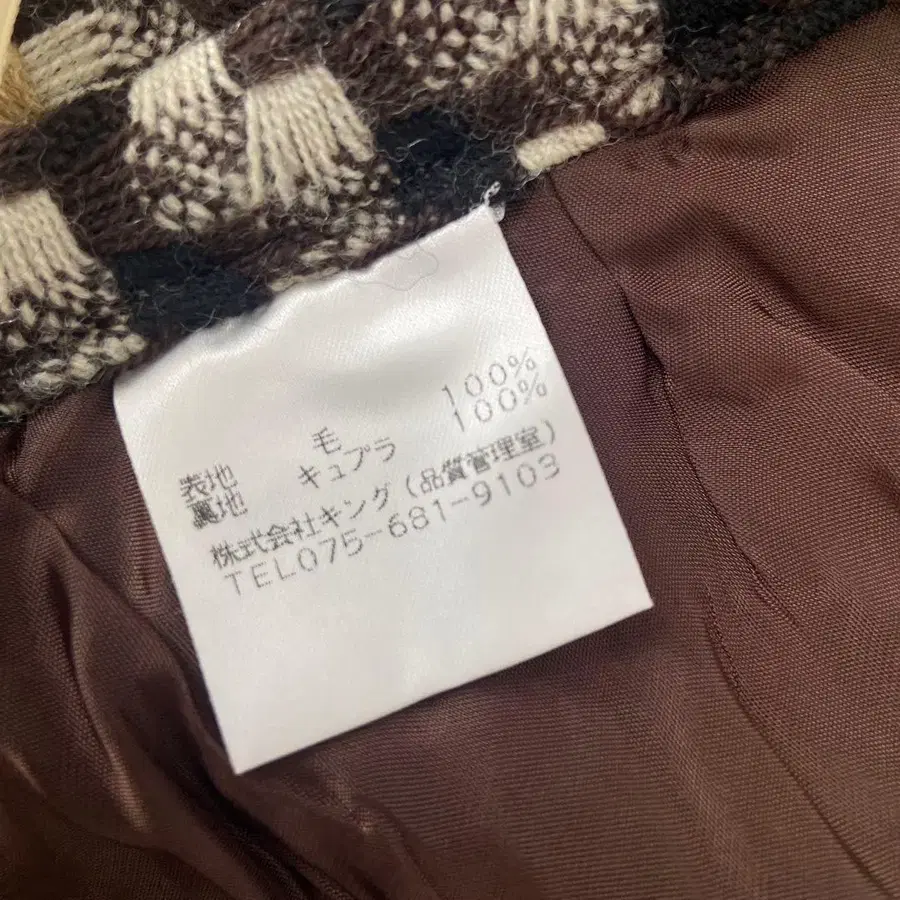 表地 毛 100%
裏地 キュプラ 100%
株式会社キング(品質管理室)
TEL075-681-9103